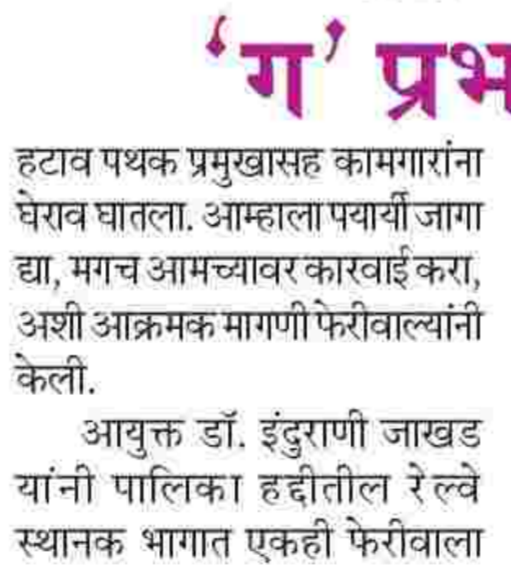 ‘ग’ प्रभ
हटाव पथक प्रमुखासह कामगारांना
घेराव घातला. आम्हाला पयार्यी जागा
द्या, मगच आमच्यावर कारवाई करा,
अशी आक्रमक मागणी फेरीवाल्यांनी
केली.
आयुक्त डॉ. इंदुराणी जाखड
यांनी पालिका हद्दीतील रेल्वे
स्थानक भागात एकही फेरीवाला